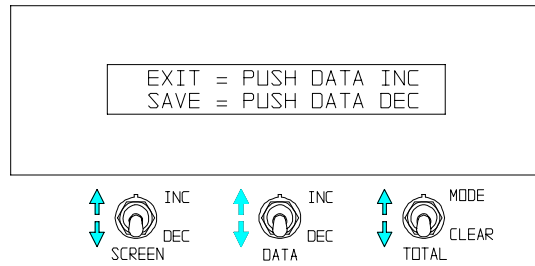 EXIT = PUSH DATA INC
SAVE = PUSH DATA DEC
INC
DEC
SCREEN
INC
DEC
DATA
MODE
CLEAR
TOTAL